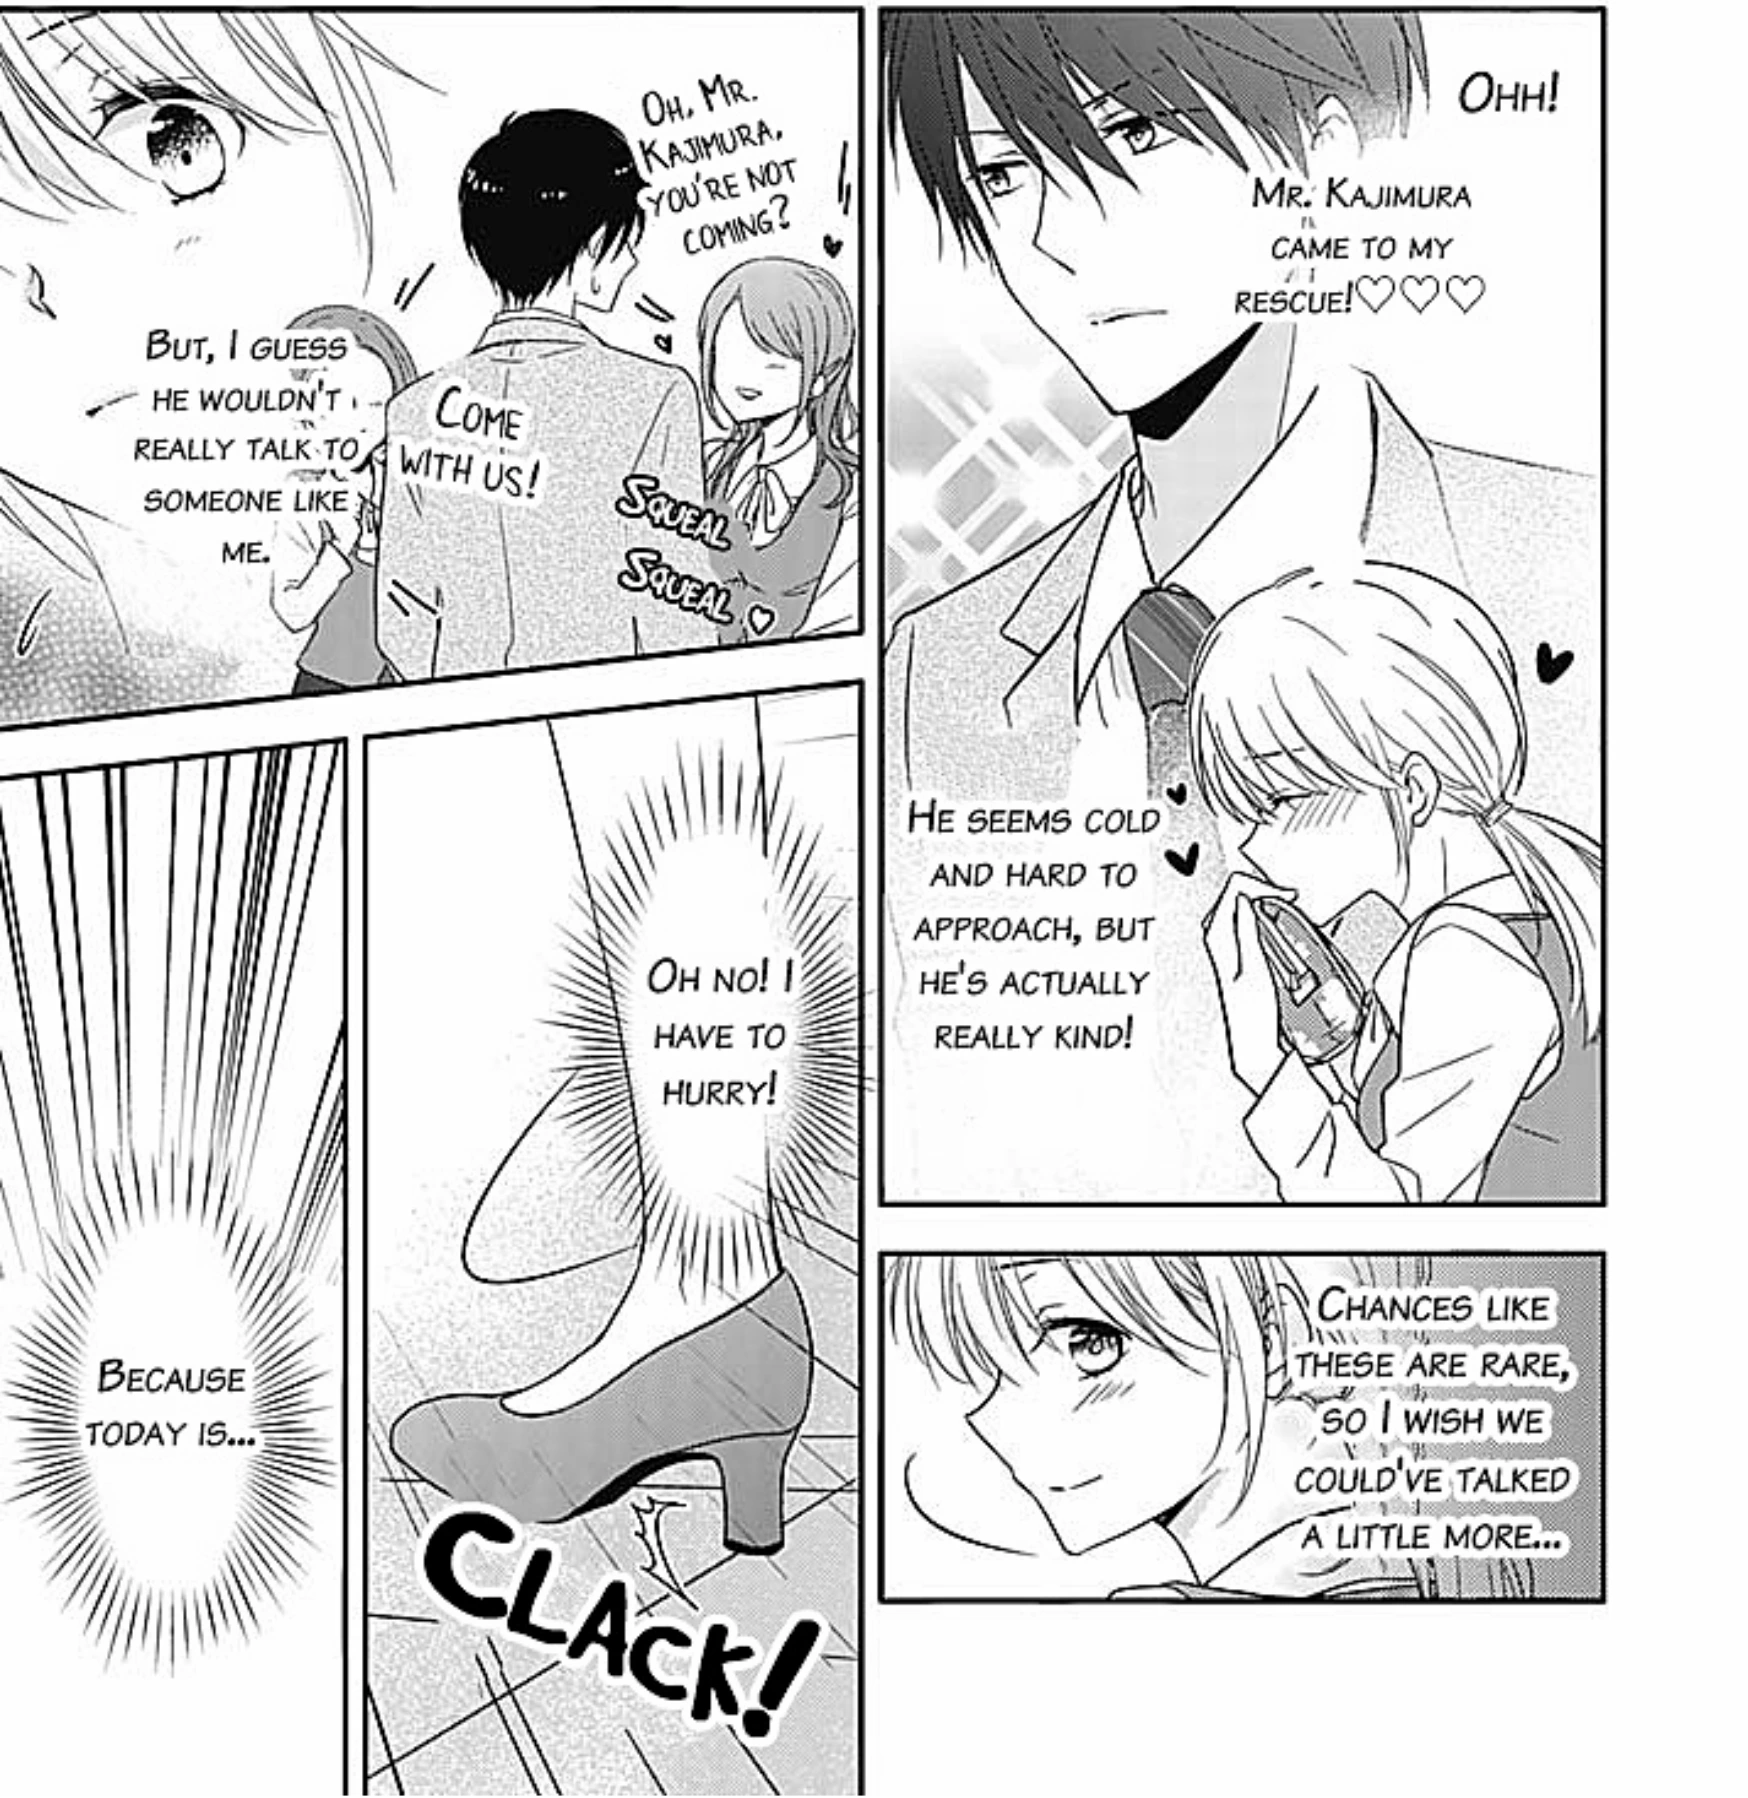 Ohh!
Mr. Kajimura
came to my
rescue!♡♡♡
He seems cold
and hard to
approach, but
he's actually
really kind!
Chances like
these are rare,
so I wish we
could've talked
a little more...
Oh, Mr.
Kajimura,
you're not
coming?
Come
with us!
Squeal
Squeal ♡
But, I guess
he wouldn't
really talk to
someone like
me.
Oh no! I
have to
hurry!
CLACK!
Because
today is...